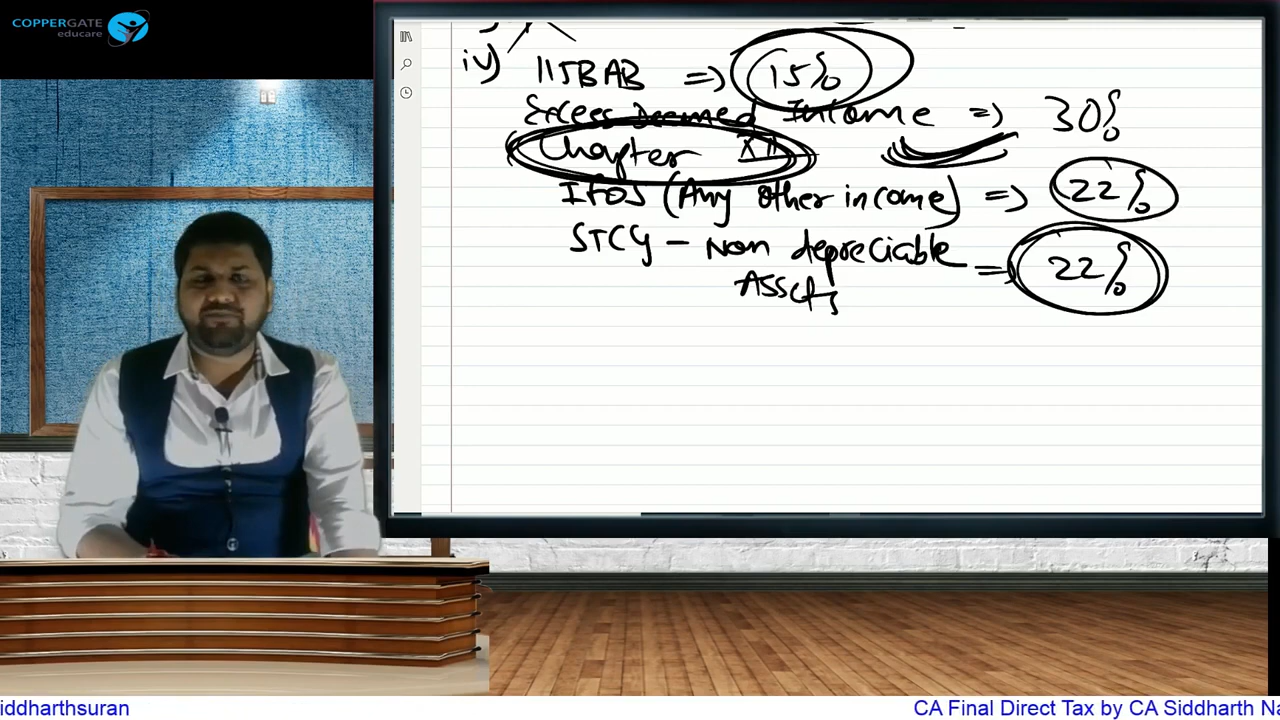 COPPERGATE
educare
iv) 115BAB => 15%
Excess Deemed Income => 30%
Chapter XII
IFOS (Any other income) => 22%
STCG - Non depreciable => 22%
Assets
iddharthsuran
CA Final Direct Tax by CA Siddharth Na